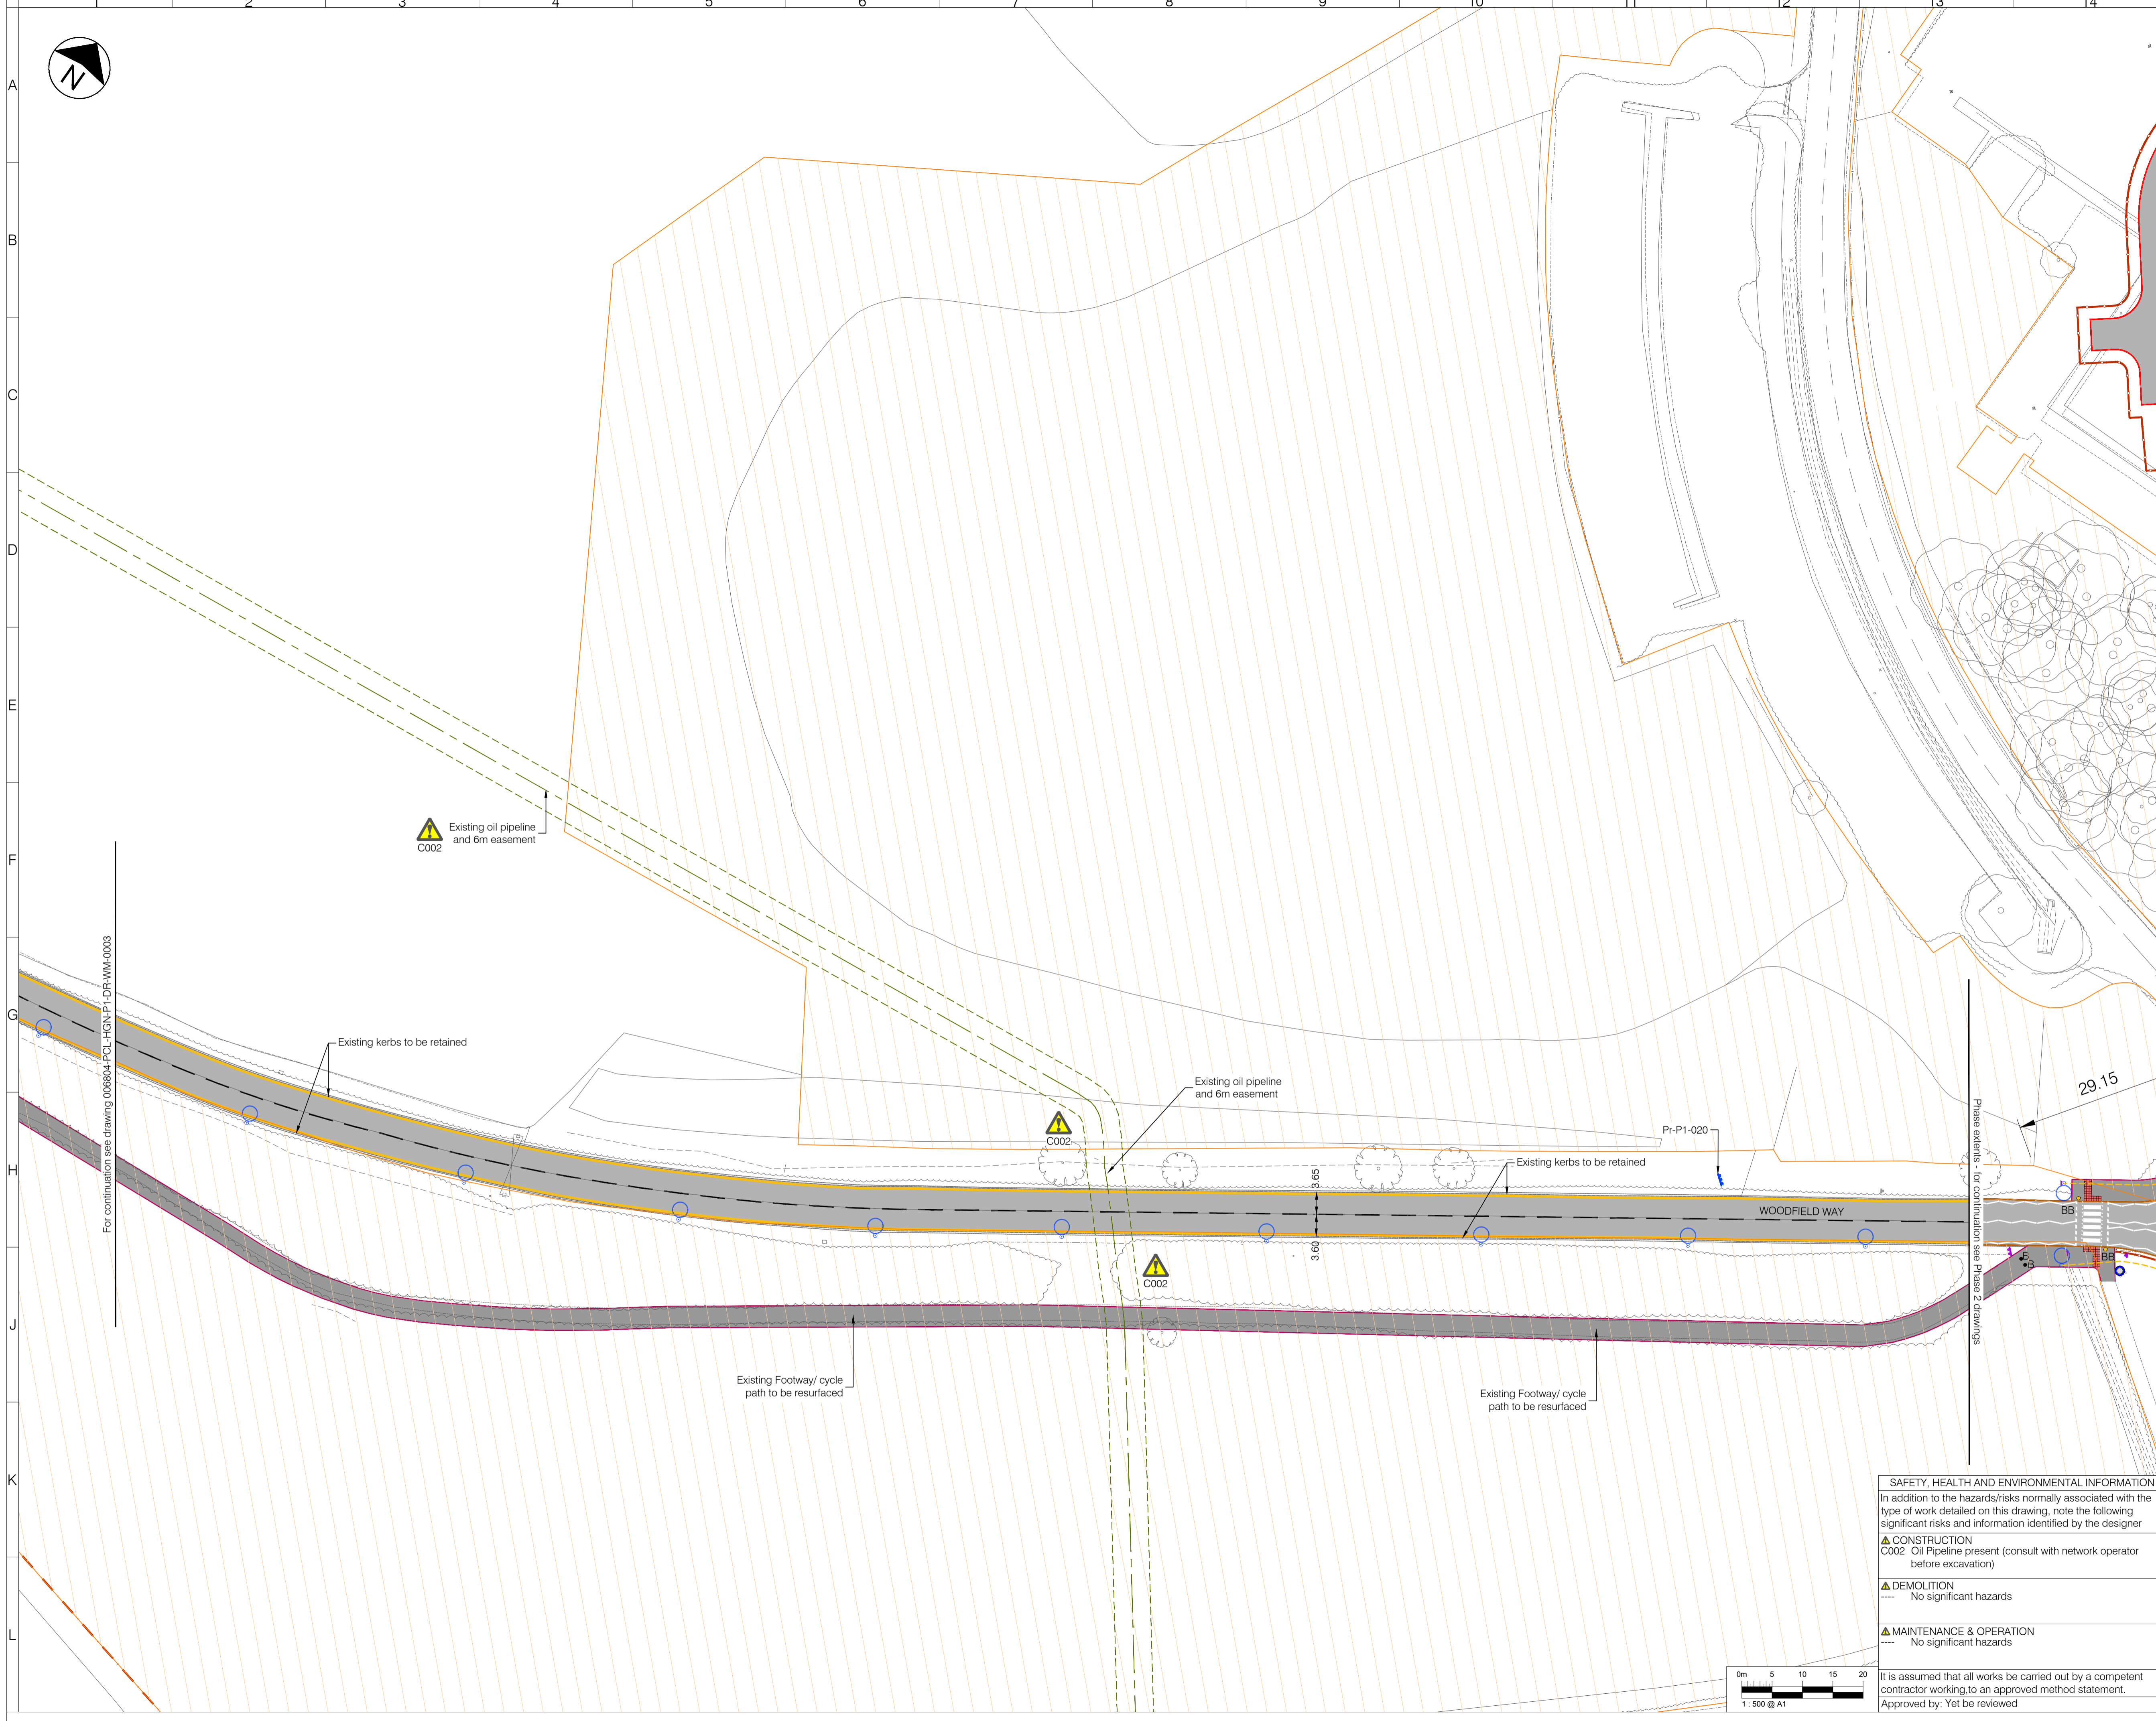 1 2 3 4 5 6 7 8 9 10 11 12 13 14
A
B
C
D
E
F
G
H
J
K
L
N
Existing oil pipeline
and 6m easement
C002
For continuation see drawing 006804-PCL-HGN-P1-DR-WM-0003
Existing kerbs to be retained
Existing oil pipeline
and 6m easement
C002
29.15
Pr-P1-020
Existing kerbs to be retained
3.65
3.60
WOODFIELD WAY
Phase extents - for continuation see Phase 2 drawings
BB
BB
B
B
C002
Existing Footway/ cycle
path to be resurfaced
Existing Footway/ cycle
path to be resurfaced
SAFETY, HEALTH AND ENVIRONMENTAL INFORMATION
In addition to the hazards/risks normally associated with the
type of work detailed on this drawing, note the following
significant risks and information identified by the designer
CONSTRUCTION
C002 Oil Pipeline present (consult with network operator
before excavation)
DEMOLITION
---- No significant hazards
MAINTENANCE & OPERATION
---- No significant hazards
It is assumed that all works be carried out by a competent
contractor working,to an approved method statement.
Approved by: Yet be reviewed
0m 5 10 15 20
1 : 500 @ A1